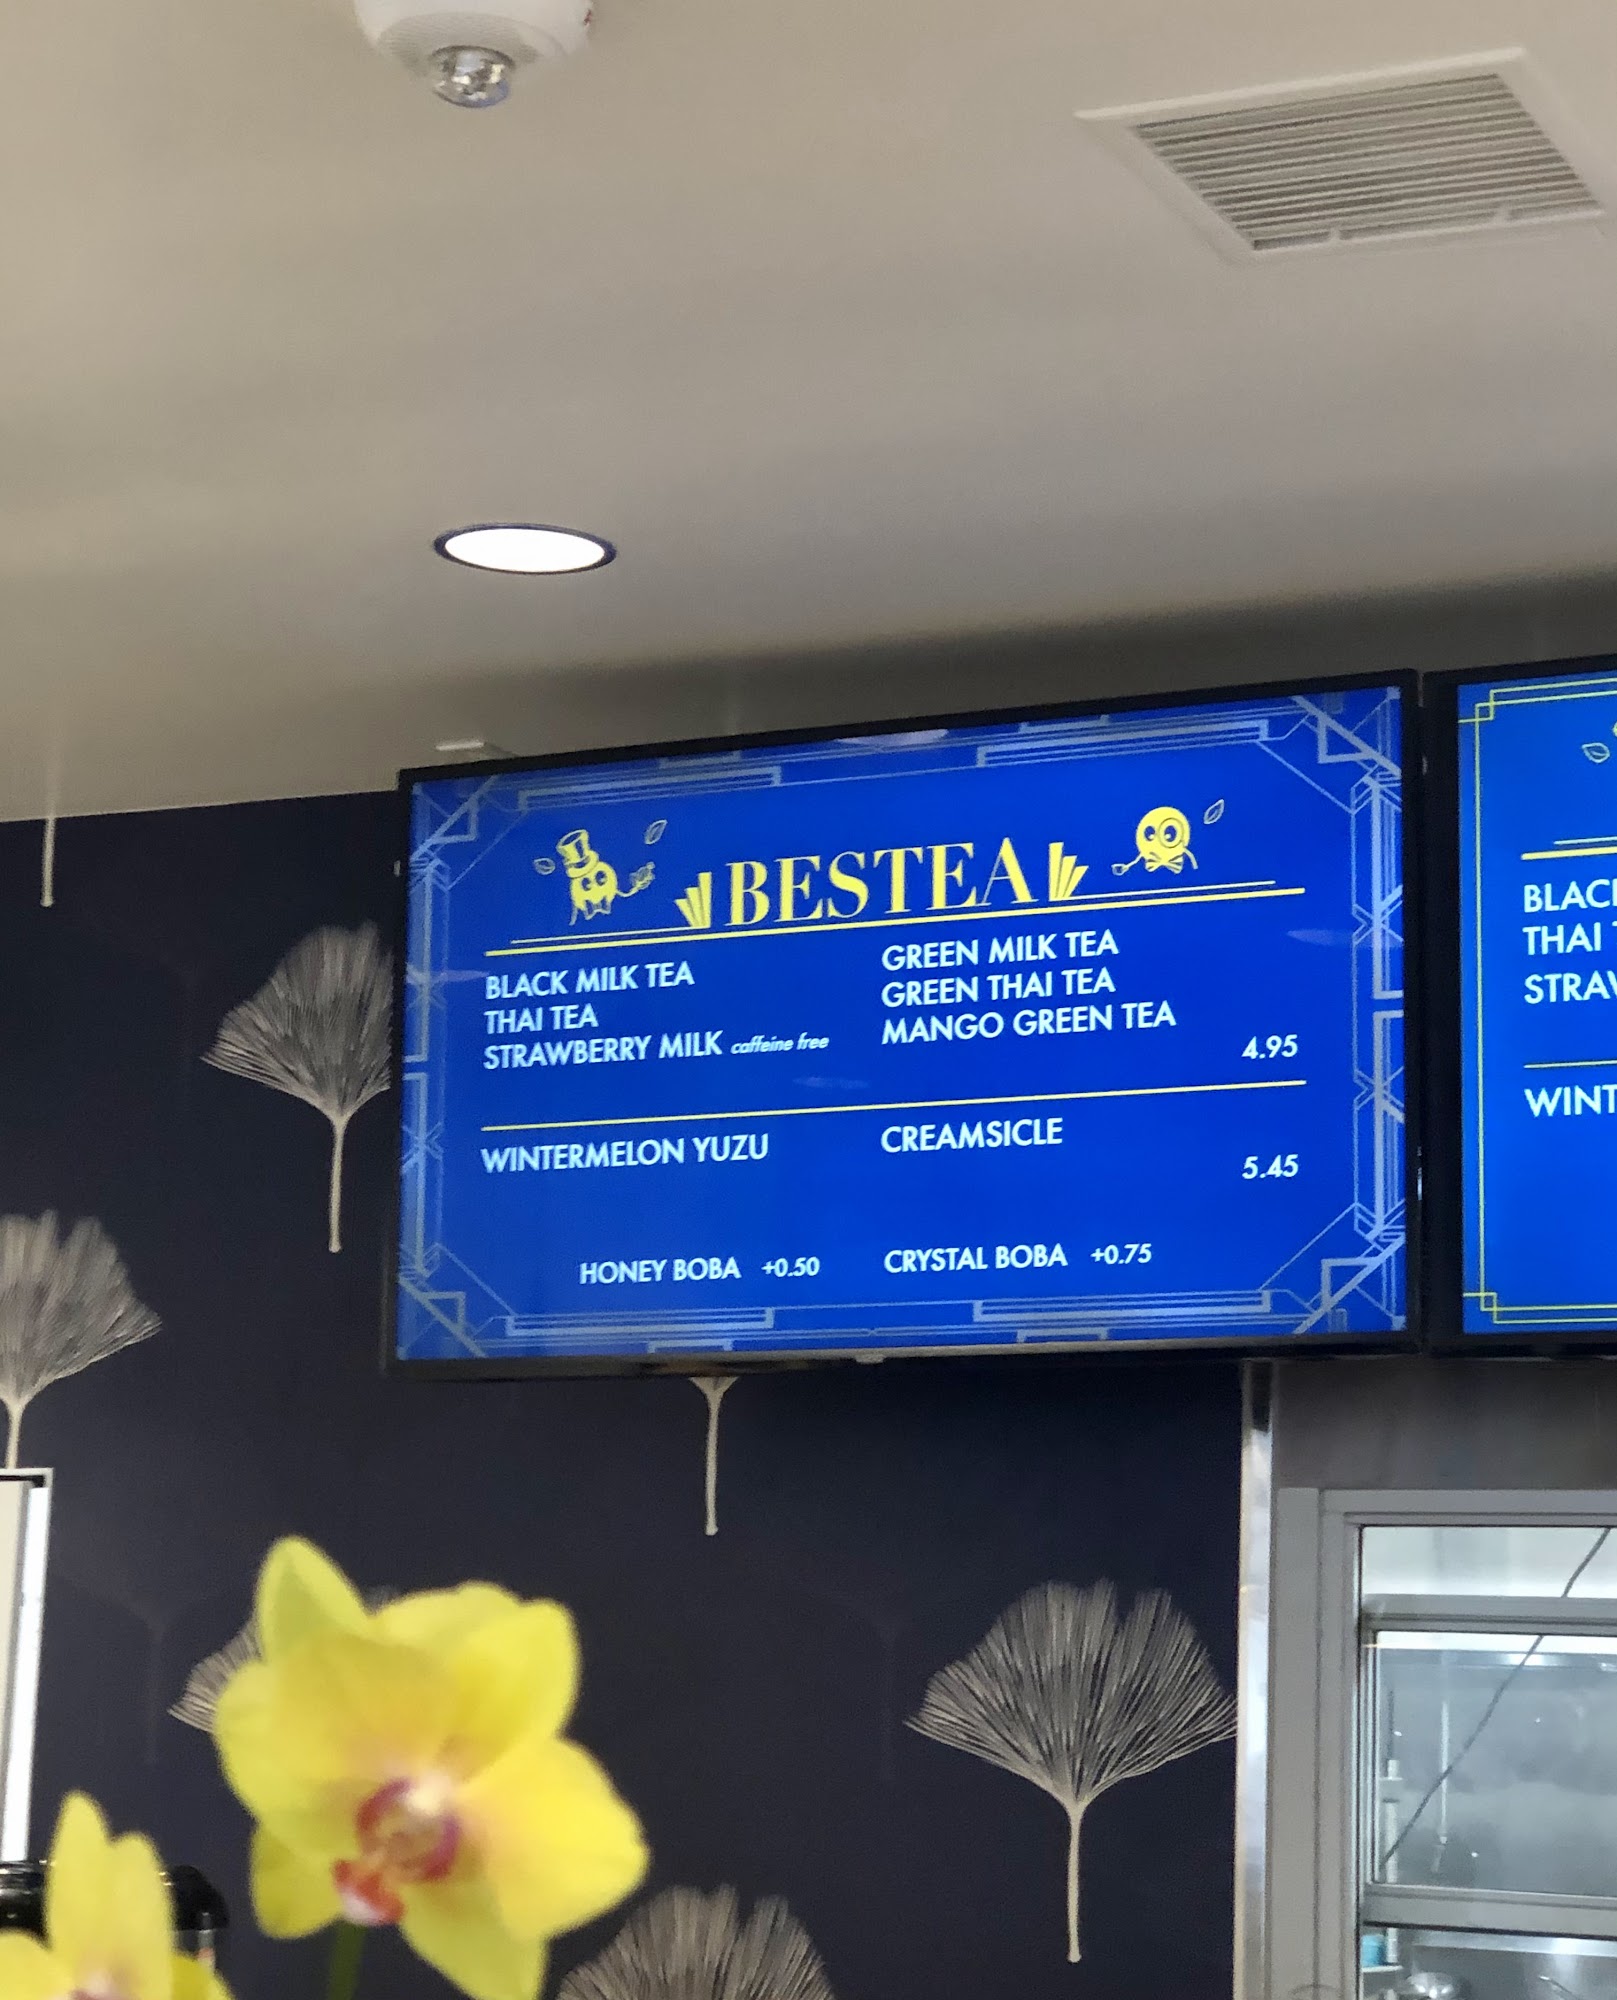 BESTEA
BLACK MILK TEA
THAI TEA
STRAWBERRY MILK caffeine free
GREEN MILK TEA
GREEN THAI TEA
MANGO GREEN TEA
4.95
WINTERMELON YUZU
CREAMSICLE
5.45
HONEY BOBA +0.50
CRYSTAL BOBA +0.75
THAI